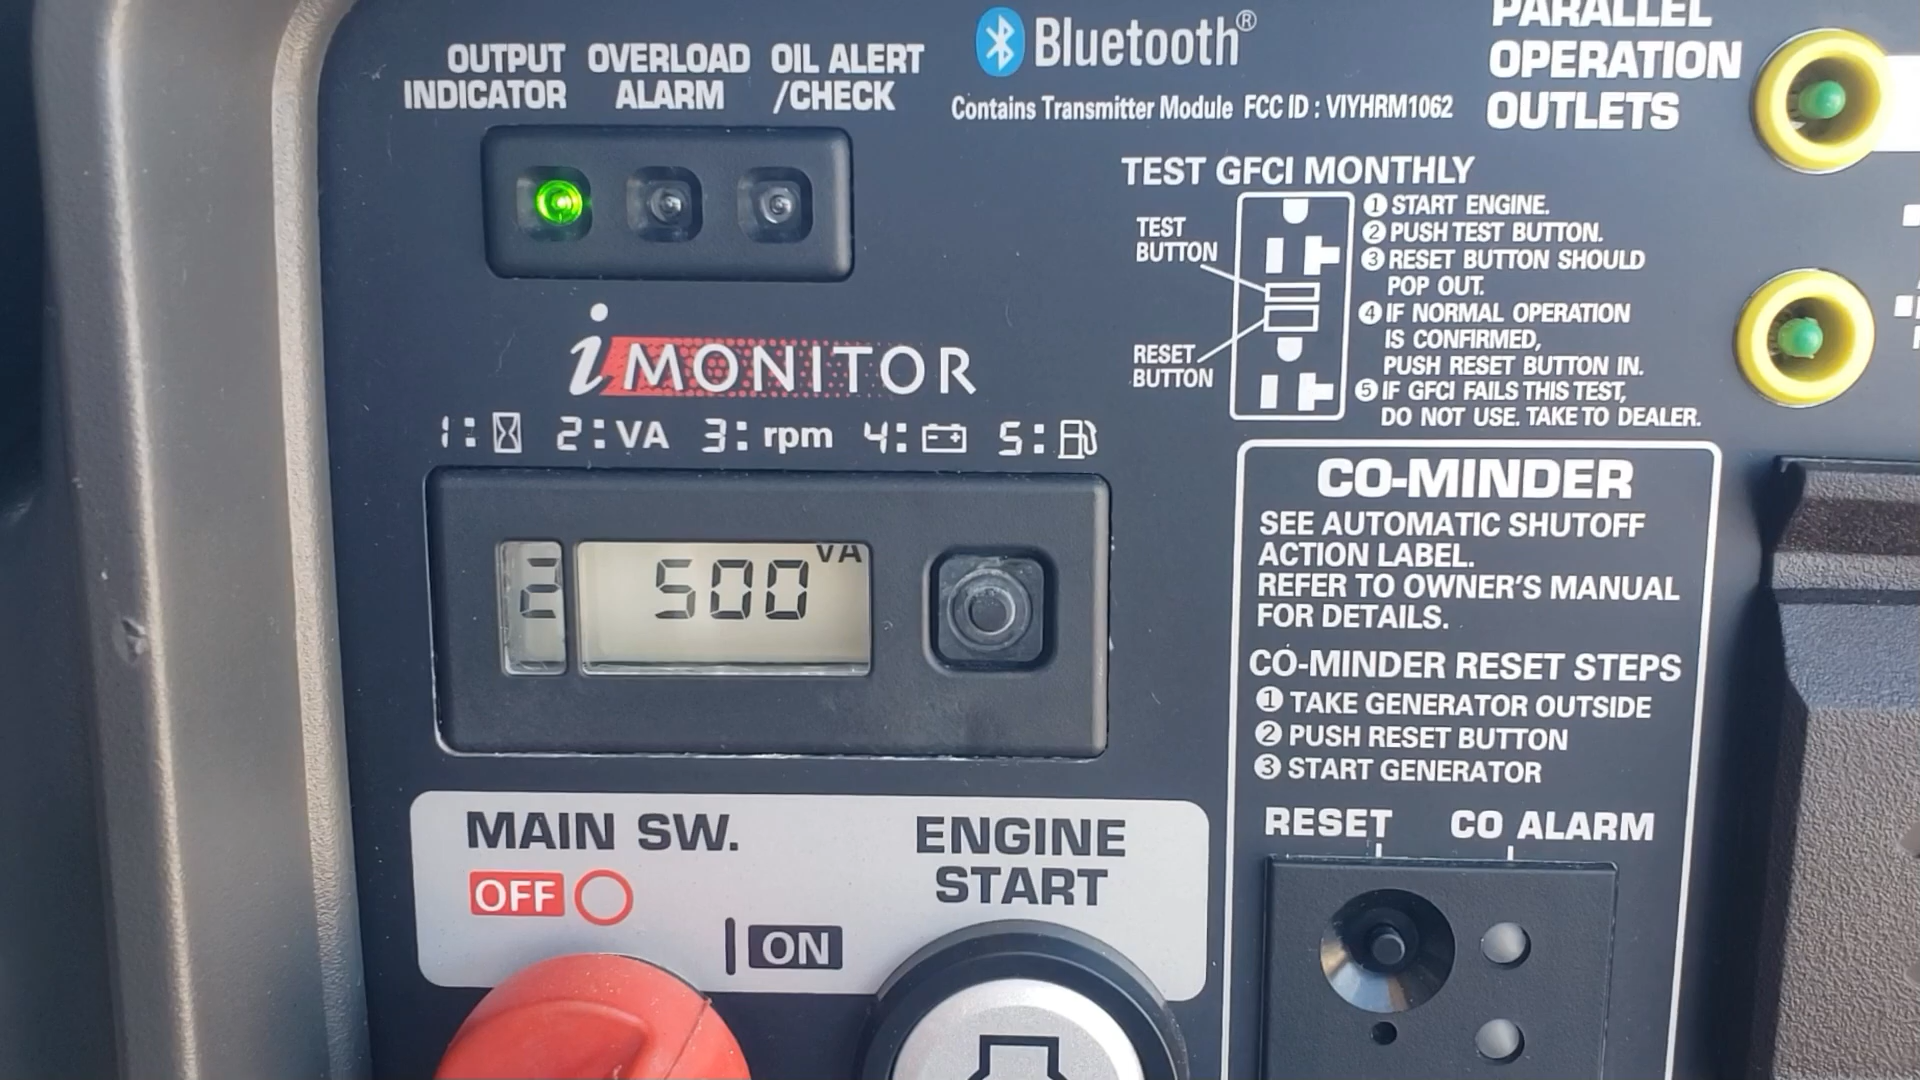 OUTPUT INDICATOR
OVERLOAD ALARM
OIL ALERT /CHECK
Bluetooth®
Contains Transmitter Module FCC ID : VIYHRM1062
PARALLEL
OPERATION
OUTLETS
TEST GFCI MONTHLY
TEST
BUTTON
RESET
BUTTON
① START ENGINE.
② PUSH TEST BUTTON.
③ RESET BUTTON SHOULD
POP OUT.
④ IF NORMAL OPERATION
IS CONFIRMED,
PUSH RESET BUTTON IN.
⑤ IF GFCI FAILS THIS TEST,
DO NOT USE. TAKE TO DEALER.
iMONITOR
1: 2:VA 3:rpm 4: 5:
2 500 VA
CO-MINDER
SEE AUTOMATIC SHUTOFF
ACTION LABEL.
REFER TO OWNER'S MANUAL
FOR DETAILS.
CO-MINDER RESET STEPS
① TAKE GENERATOR OUTSIDE
② PUSH RESET BUTTON
③ START GENERATOR
RESET CO ALARM
MAIN SW.
OFF
ON
ENGINE
START